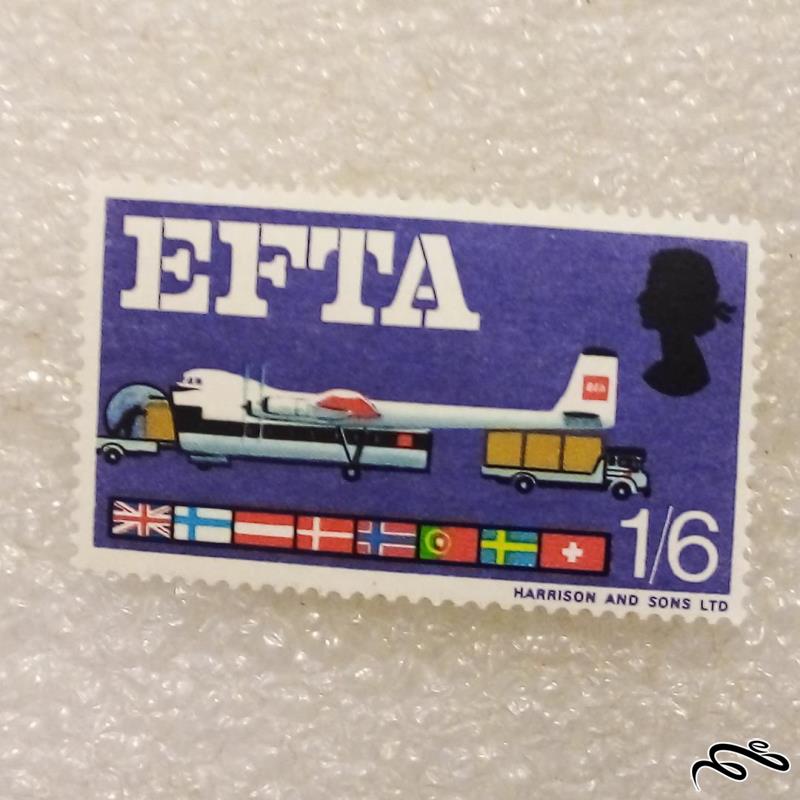 EFTA
BEA
1/6
HARRISON AND SONS LTD